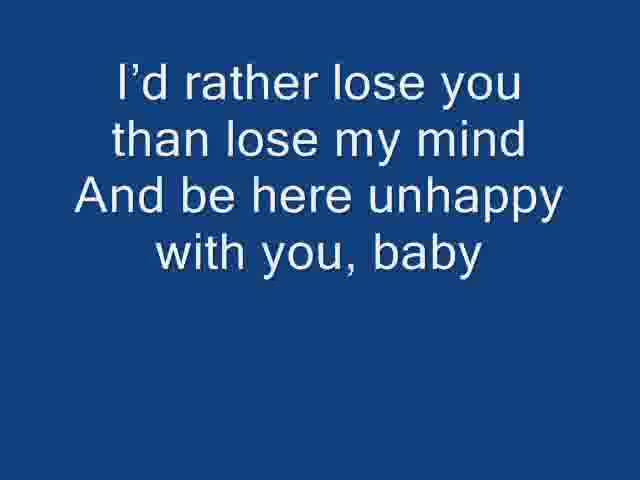 I’d rather lose you
than lose my mind
And be here unhappy
with you, baby